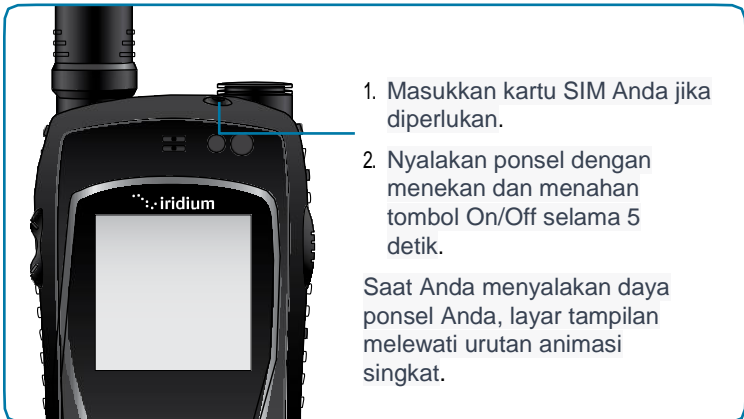 iridium
1. Masukkan kartu SIM Anda jika
diperlukan.
2. Nyalakan ponsel dengan
menekan dan menahan
tombol On/Off selama 5
detik.
Saat Anda menyalakan daya
ponsel Anda, layar tampilan
melewati urutan animasi
singkat.